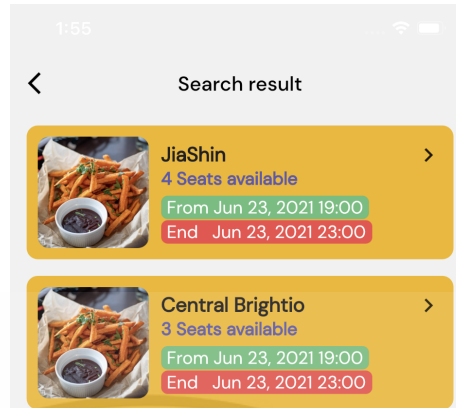 1:55
Search result
JiaShin
4 Seats available
From Jun 23, 2021 19:00
End Jun 23, 2021 23:00
Central Brightio
3 Seats available
From Jun 23, 2021 19:00
End Jun 23, 2021 23:00